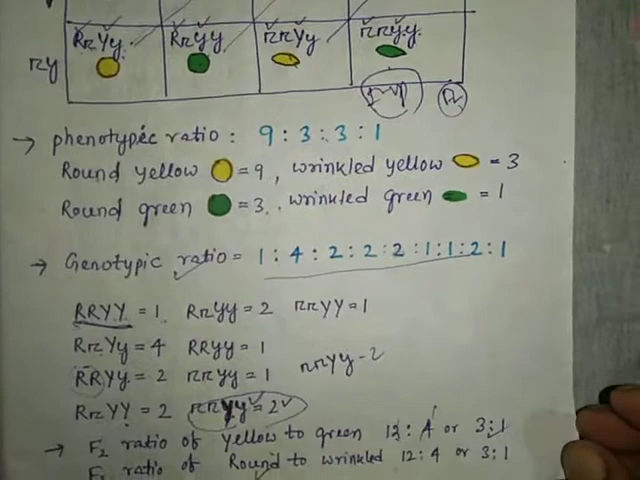 RrYy Rryy rrYy rryy
ry
F2
→ phenotypic ratio : 9 : 3 : 3 : 1
Round yellow = 9, wrinkled yellow = 3
Round green = 3, wrinkled green = 1
→ Genotypic ratio = 1 : 4 : 2 : 2 : 2 : 1 : 1 : 2 : 1
RRYY = 1 Rryy = 2 rrYY = 1
RrYy = 4 RRyy = 1
RRYy = 2 rryy = 1 rrYy - 2
RrYY = 2 rrYy = 2
→ F2 ratio of Yellow to green 12 : 4 or 3 : 1
→ F2 ratio of Round to wrinkled 12 : 4 or 3 : 1